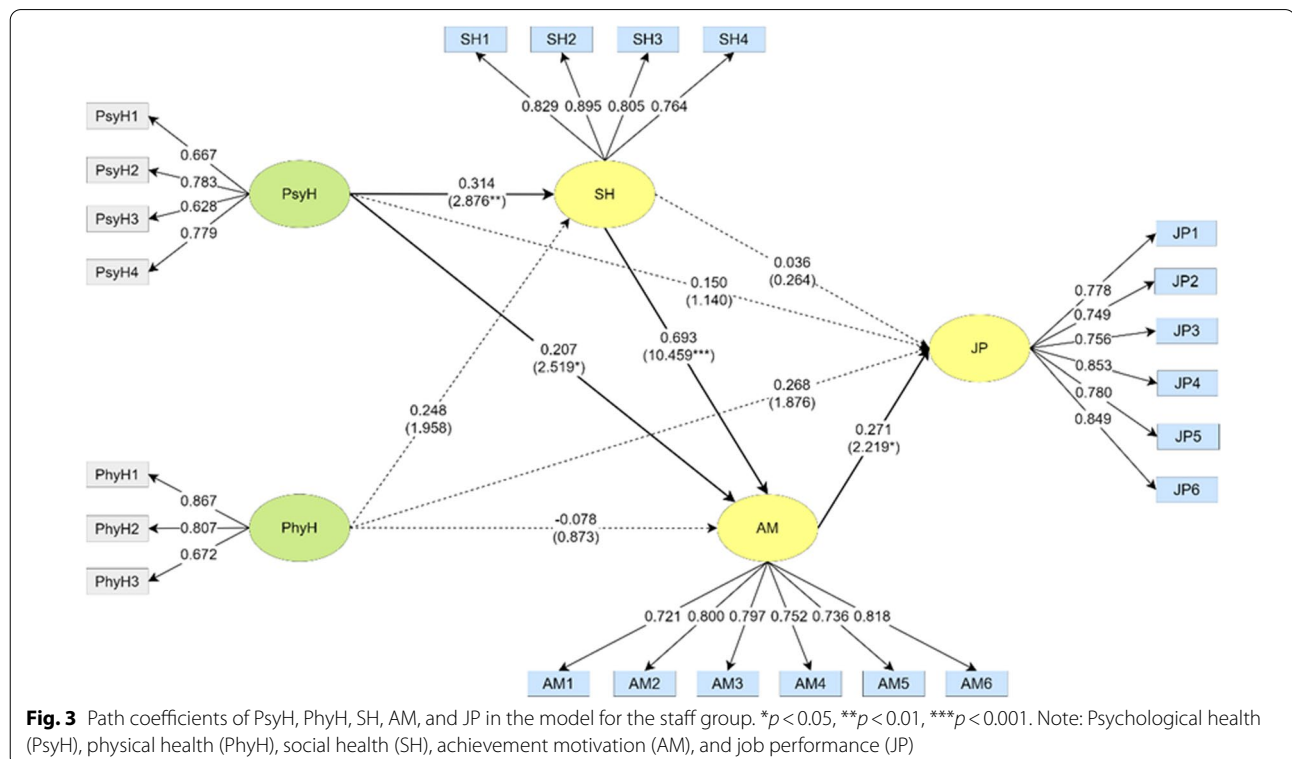 SH1 SH2 SH3 SH4
0.829 0.895 0.805 0.764
PsyH1
PsyH2
PsyH3
PsyH4
0.667
0.783
0.628
0.779
PsyH
0.314
(2.876**)
SH
0.036
(0.264)
0.150
(1.140)
0.693
(10.459***)
0.207
(2.519*)
0.248
(1.958)
0.268
(1.876)
0.271
(2.219*)
JP
0.778
0.749
0.756
0.853
0.780
0.849
JP1
JP2
JP3
JP4
JP5
JP6
PhyH1
PhyH2
PhyH3
0.867
0.807
0.672
PhyH
-0.078
(0.873)
AM
0.721 0.800 0.797 0.752 0.736 0.818
AM1 AM2 AM3 AM4 AM5 AM6
Fig. 3 Path coefficients of PsyH, PhyH, SH, AM, and JP in the model for the staff group. *p < 0.05, **p < 0.01, ***p < 0.001. Note: Psychological health
(PsyH), physical health (PhyH), social health (SH), achievement motivation (AM), and job performance (JP)